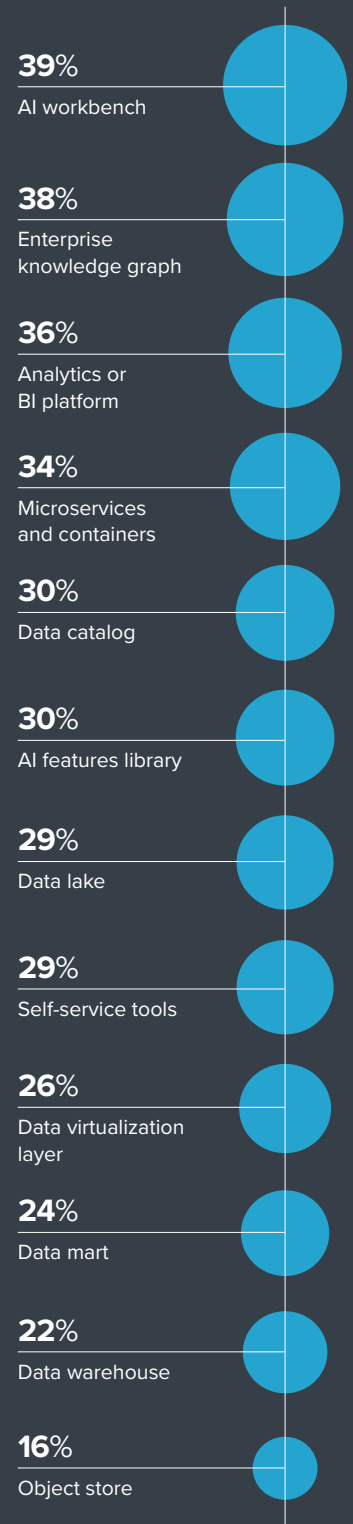 39%
AI workbench
38%
Enterprise
knowledge graph
36%
Analytics or
BI platform
34%
Microservices
and containers
30%
Data catalog
30%
AI features library
29%
Data lake
29%
Self-service tools
26%
Data virtualization
layer
24%
Data mart
22%
Data warehouse
16%
Object store